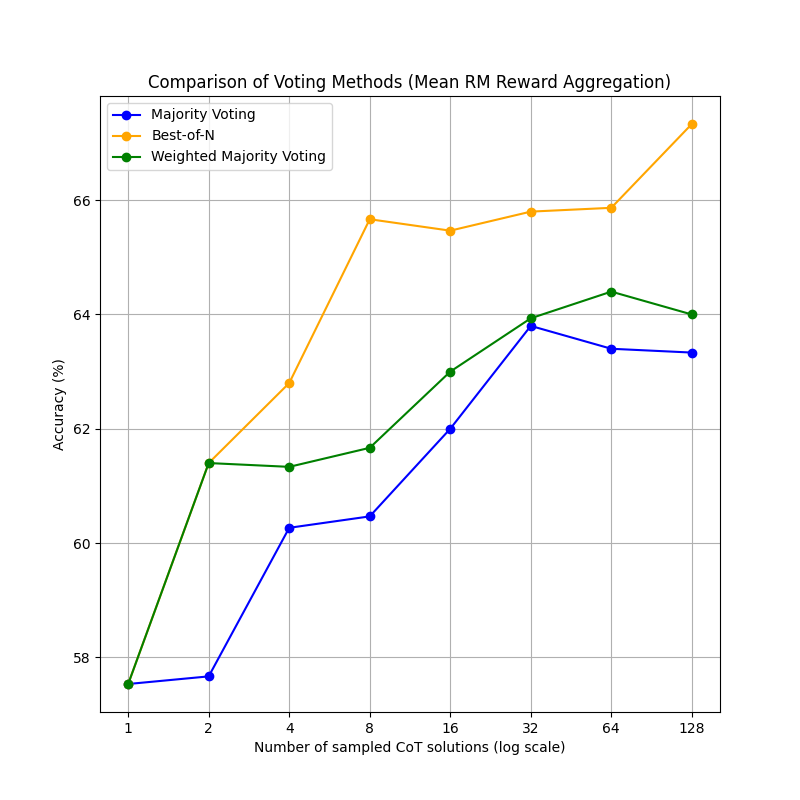 Comparison of Voting Methods (Mean RM Reward Aggregation)
Majority Voting
Best-of-N
Weighted Majority Voting
Accuracy (%)
66
64
62
60
58
1 2 4 8 16 32 64 128
Number of sampled CoT solutions (log scale)